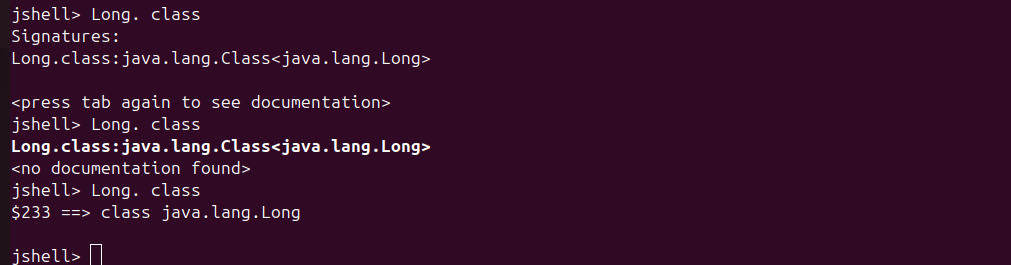 jshell> Long. class
Signatures:
Long.class:java.lang.Class<java.lang.Long>
<press tab again to see documentation>
jshell> Long. class
Long.class:java.lang.Class<java.lang.Long>
<no documentation found>
jshell> Long. class
$233 ==> class java.lang.Long
jshell>